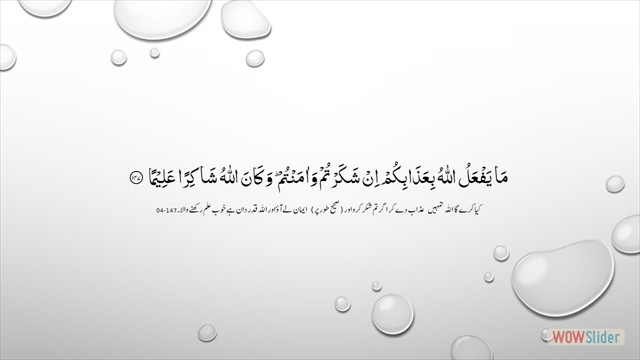 مَا يَفۡعَلُ اللّٰهُ بِعَذَابِكُمۡ اِنۡ شَكَرۡتُمۡ وَاٰمَنۡتُمۡ‌ؕ وَكَانَ اللّٰهُ شَاكِرًا عَلِيۡمًا‏ ﴿۱۴۷﴾
کیا کرے گا اللہ تمہیں عذاب دے کر اگر تم شکر کرو اور (صحیح طور پر) ایمان لے آؤ اور اللہ قدر دان ہے خوب علم رکھنے والا۔ 04-147
WOWSlider